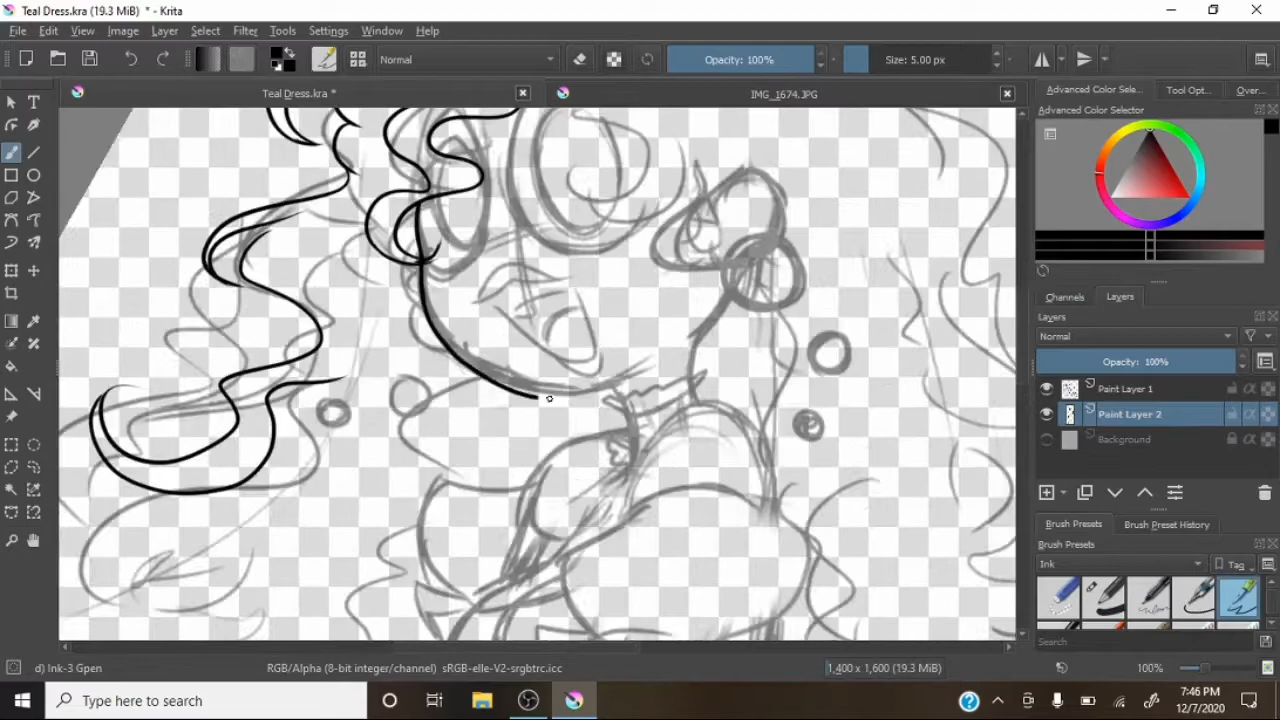 Teal Dress.kra (19.3 MiB) * - Krita
File Edit View Image Layer Select Filter Tools Settings Window Help
Normal Opacity: 100% Size: 5.00 px
Teal Dress.kra * IMG_1674.JPG
Advanced Color Sele... Tool Opt... Over...
Advanced Color Selector
Channels Layers
Layers
Normal
Opacity: 100%
Paint Layer 1
Paint Layer 2
Background
Brush Presets Brush Preset History
Brush Presets
Ink Tag
Search
d) Ink-3 Gpen RGB/Alpha (8-bit integer/channel) sRGB-elle-V2-srgbtrc.icc 1,400 x 1,600 (19.3 MiB) 100%
Type here to search
7:46 PM
12/7/2020